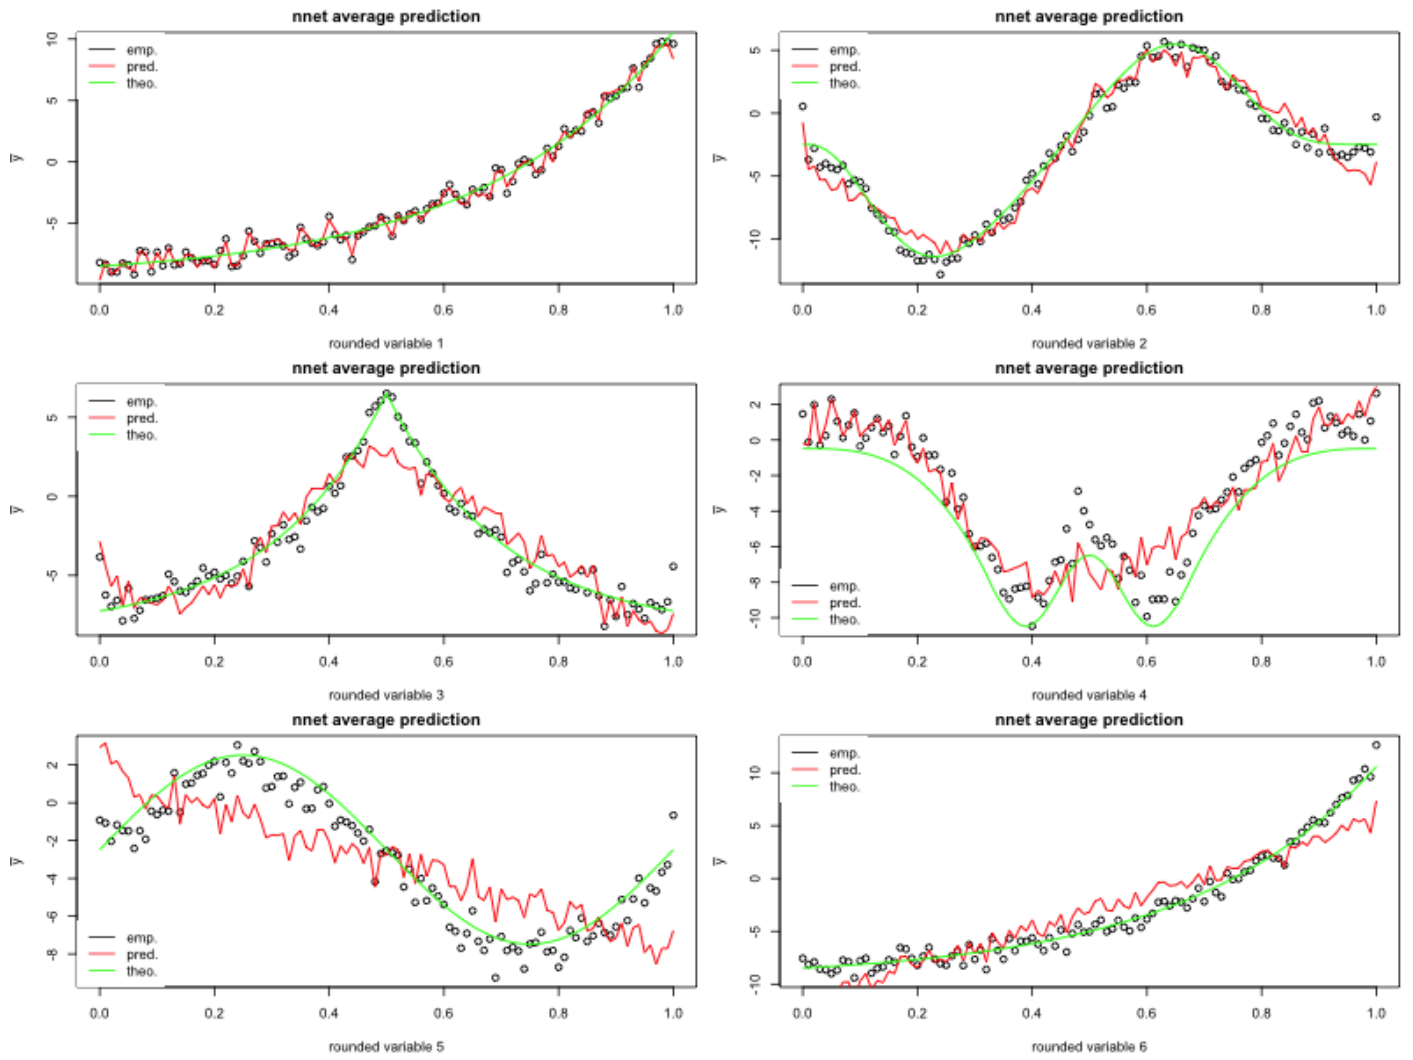 nnet average prediction
emp.
pred.
theo.
10
5
0
-5
y
0.0 0.2 0.4 0.6 0.8 1.0
rounded variable 1
nnet average prediction
emp.
pred.
theo.
5
0
-5
-10
y
0.0 0.2 0.4 0.6 0.8 1.0
rounded variable 2
nnet average prediction
emp.
pred.
theo.
5
0
-5
y
0.0 0.2 0.4 0.6 0.8 1.0
rounded variable 3
nnet average prediction
2
0
-2
-4
-6
-8
-10
y
emp.
pred.
theo.
0.0 0.2 0.4 0.6 0.8 1.0
rounded variable 4
nnet average prediction
2
0
-2
-4
-6
-8
y
emp.
pred.
theo.
0.0 0.2 0.4 0.6 0.8 1.0
rounded variable 5
nnet average prediction
emp.
pred.
theo.
10
5
0
-5
-10
y
0.0 0.2 0.4 0.6 0.8 1.0
rounded variable 6